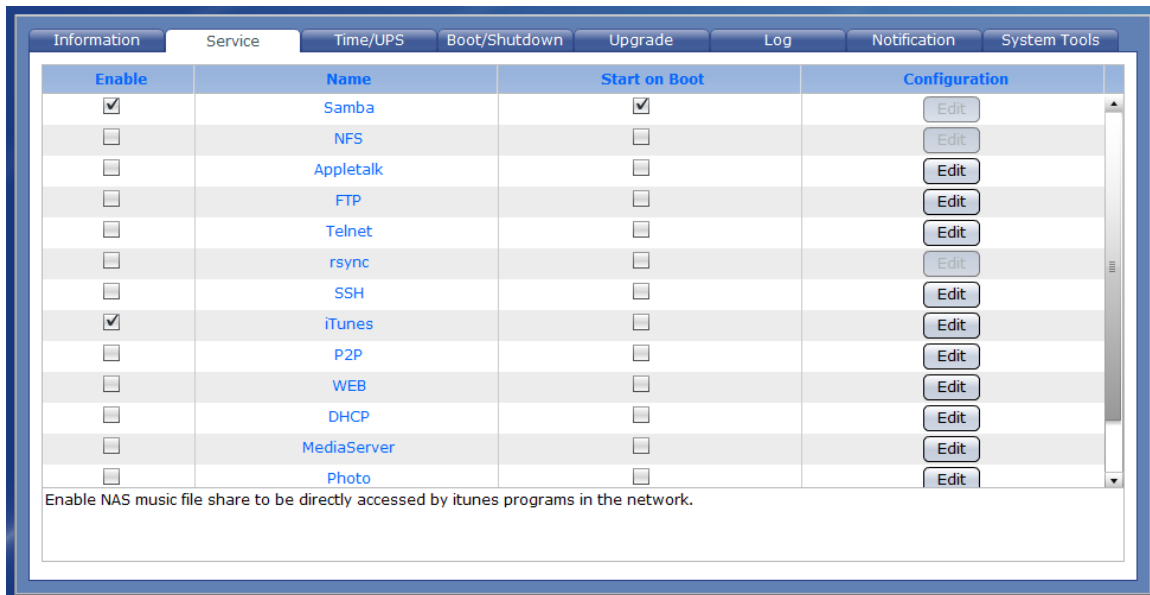 Information Service Time/UPS Boot/Shutdown Upgrade Log Notification System Tools
Enable Name Start on Boot Configuration
Samba Edit
NFS Edit
Appletalk Edit
FTP Edit
Telnet Edit
rsync Edit
SSH Edit
iTunes Edit
P2P Edit
WEB Edit
DHCP Edit
MediaServer Edit
Photo Edit
Enable NAS music file share to be directly accessed by itunes programs in the network.